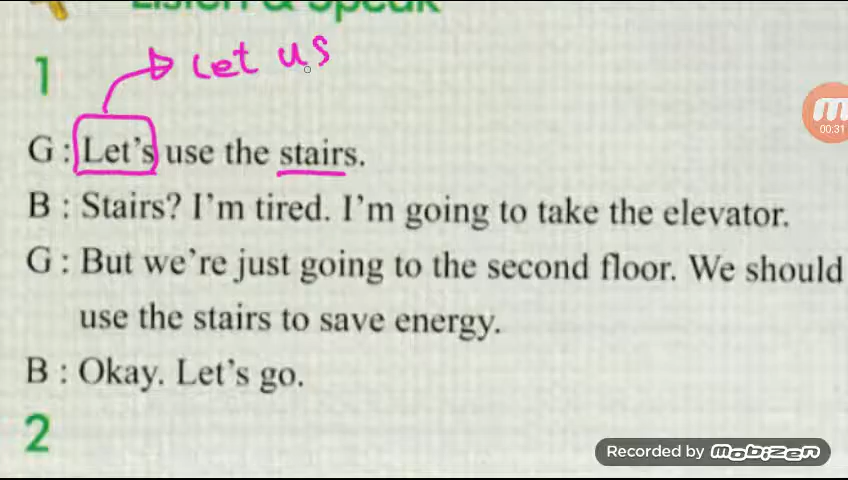 Listen & Speak
1
Let us
G : Let's use the stairs.
B : Stairs? I'm tired. I'm going to take the elevator.
G : But we're just going to the second floor. We should
use the stairs to save energy.
B : Okay. Let's go.
2
00:31
Recorded by Mobizen